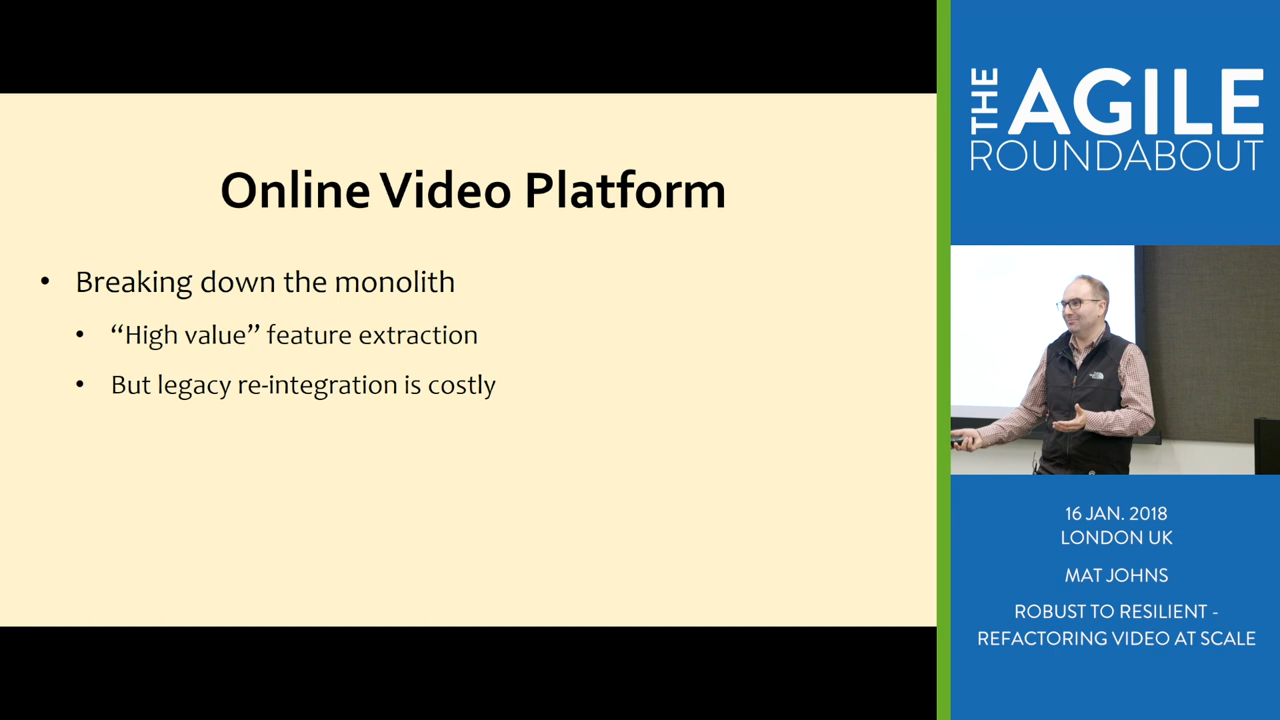 Online Video Platform
• Breaking down the monolith
• “High value” feature extraction
• But legacy re-integration is costly
THE AGILE
ROUNDABOUT
16 JAN. 2018
LONDON UK
MAT JOHNS
ROBUST TO RESILIENT -
REFACTORING VIDEO AT SCALE